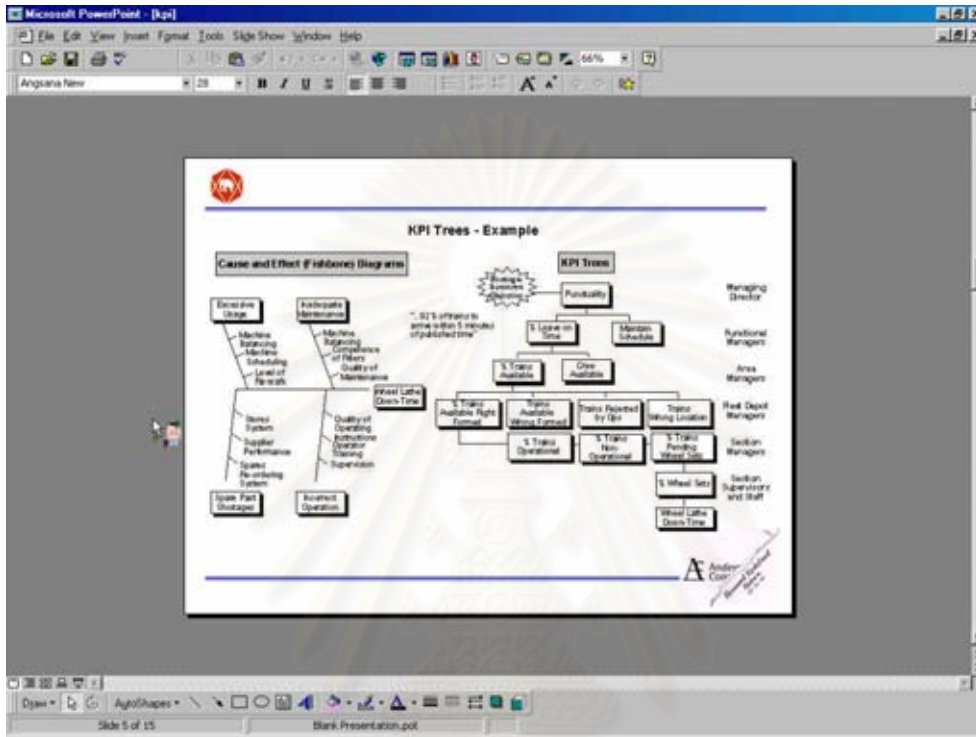 Microsoft PowerPoint - [kpi]
File Edit View Insert Format Tools Slide Show Window Help
66%
Angsana New 28 B I U S
KPI Trees - Example
Cause and Effect (Fishbone) Diagrams
KPI Trees
Excessive
Usage
Inadequate
Maintenance
Machine
Balancing
Machine
Scheduling
Level of
Re-work
Machine
Balancing
Competence
of Fitters
Quality of
Maintenance
Wheel Lathe
Down-Time
Stores
System
Supplier
Performance
Spares
Re-ordering
System
Quality of
Operating
Instructions
Operator
Training
Supervision
Spare Part
Shortages
Incorrect
Operation
Strategic
Business
Objective
Punctuality
Managing
Director
".. 92% of trains to
arrive within 5 minutes
of published time"
% Leave on
Time
Maintain
Schedule
Functional
Managers
% Trains
Available
Crew
Available
Area
Managers
% Trains
Available Right
Formed
Trains
Available
Wrong Formed
Trains Rejected
by Ops
Trains
Wrong Location
Fleet Depot
Managers
% Trains
Operational
% Trains
Non-
Operational
% Trains
Pending
Wheel Sets
Section
Managers
% Wheel Sets
Section
Supervisors
and Staff
Wheel Lathe
Down-Time
Draw AutoShapes
Slide 5 of 15 Blank Presentation.pot